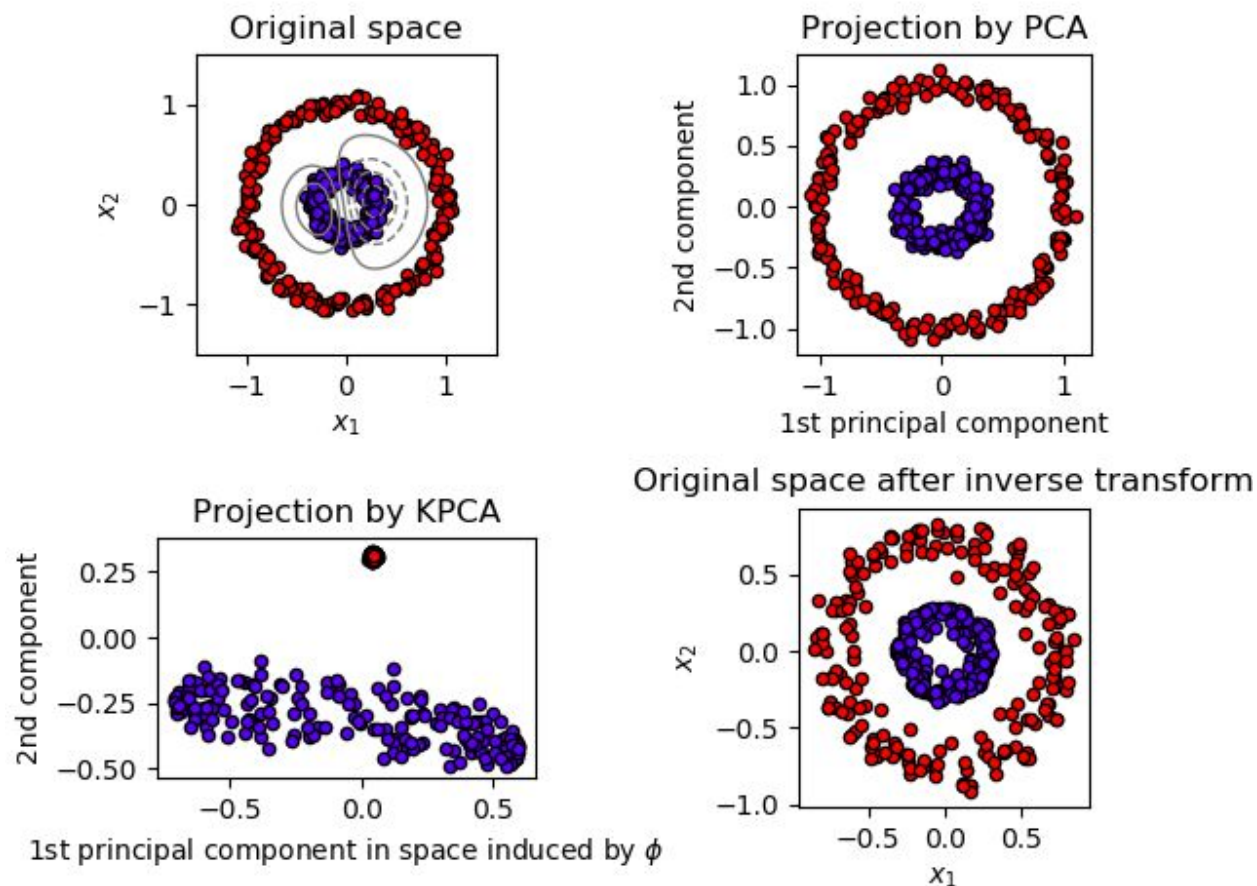 Original space
1
0
−1
x₂
−1
0
1
x₁
Projection by PCA
1.0
0.5
0.0
−0.5
−1.0
2nd component
−1
0
1
1st principal component
Projection by KPCA
0.25
0.00
−0.25
−0.50
2nd component
−0.5
0.0
0.5
1st principal component in space induced by ϕ
Original space after inverse transform
0.5
0.0
−0.5
−1.0
x₂
−0.5
0.0
0.5
x₁